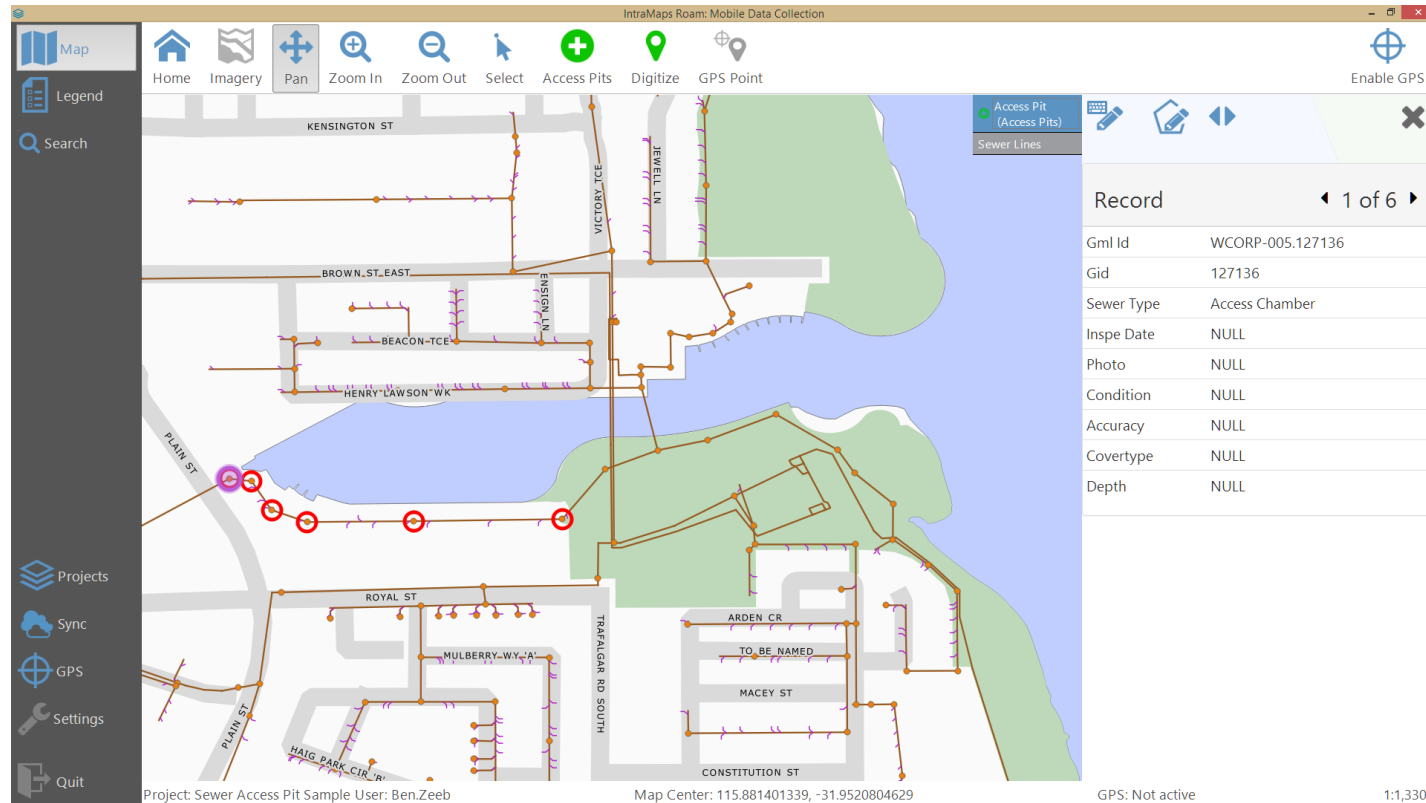 IntraMaps Roam: Mobile Data Collection
Map
Legend
Search
Projects
Sync
GPS
Settings
Quit
Home
Imagery
Pan
Zoom In
Zoom Out
Select
Access Pits
Digitize
GPS Point
Enable GPS
KENSINGTON ST
VICTORY TCE
JEWELL LN
BROWN ST EAST
ENSIGN LN
BEACON TCE
HENRY LAWSON WK
PLAIN ST
ROYAL ST
TRAFALGAR RD SOUTH
ARDEN CR
MULBERRY WY 'A'
TO BE NAMED
MACEY ST
PLAIN ST
HAIG PARK CIR 'B'
CONSTITUTION ST
Access Pit
(Access Pits)
Sewer Lines
Record 1 of 6
Gml Id WCORP-005.127136
Gid 127136
Sewer Type Access Chamber
Inspe Date NULL
Photo NULL
Condition NULL
Accuracy NULL
Covertype NULL
Depth NULL
Project: Sewer Access Pit Sample User: Ben.Zeeb
Map Center: 115.881401339, -31.9520804629
GPS: Not active
1:1,330